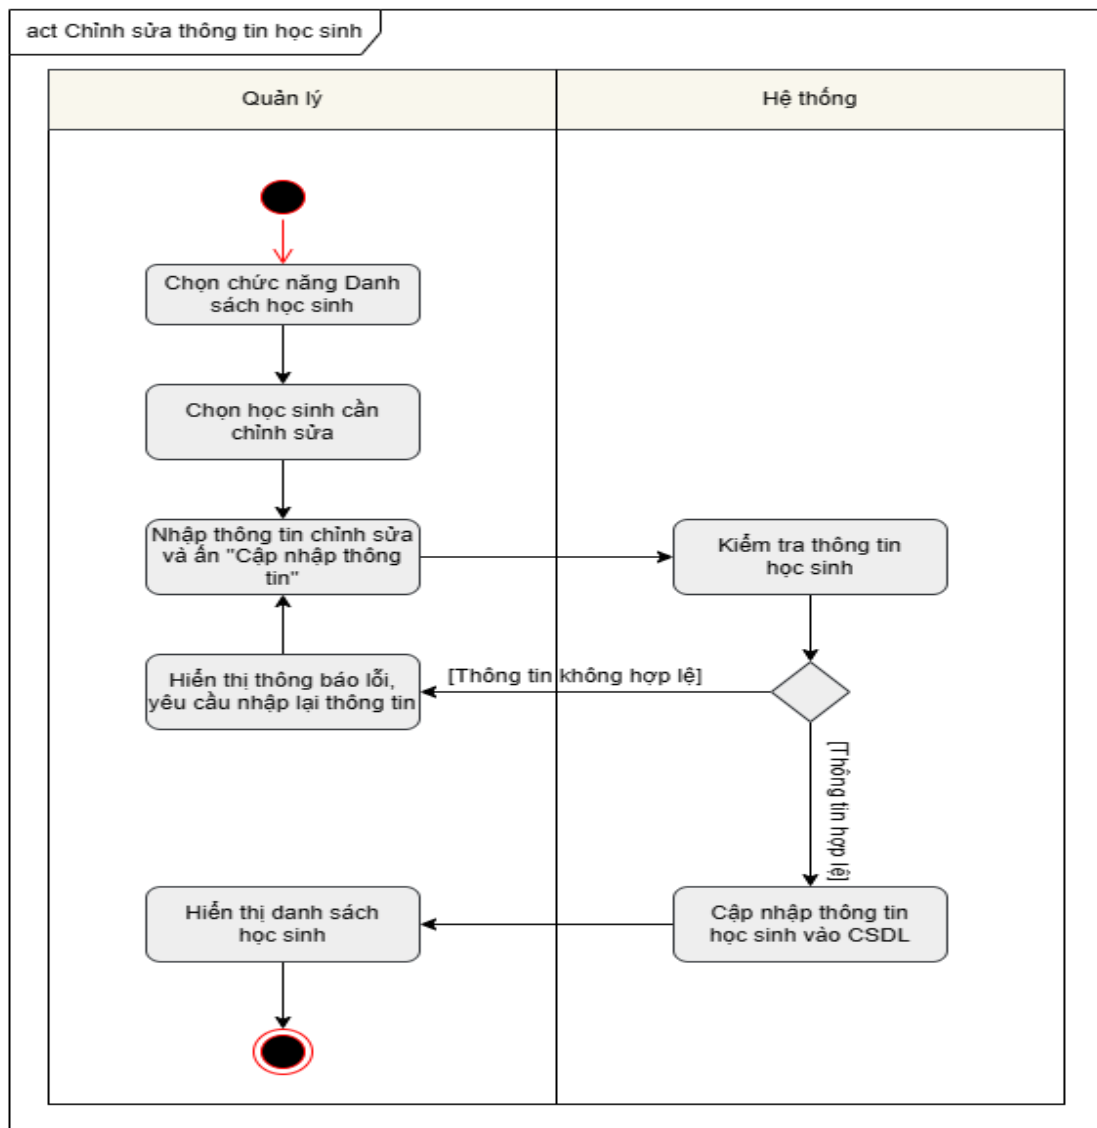 act Chỉnh sửa thông tin học sinh
Quản lý
Hệ thống
Chọn chức năng Danh
sách học sinh
Chọn học sinh cần
chỉnh sửa
Nhập thông tin chỉnh sửa
và ấn "Cập nhập thông
tin"
Kiểm tra thông tin
học sinh
Hiển thị thông báo lỗi,
yêu cầu nhập lại thông tin
[Thông tin không hợp lệ]
[Thông tin hợp lệ]
Hiển thị danh sách
học sinh
Cập nhập thông tin
học sinh vào CSDL